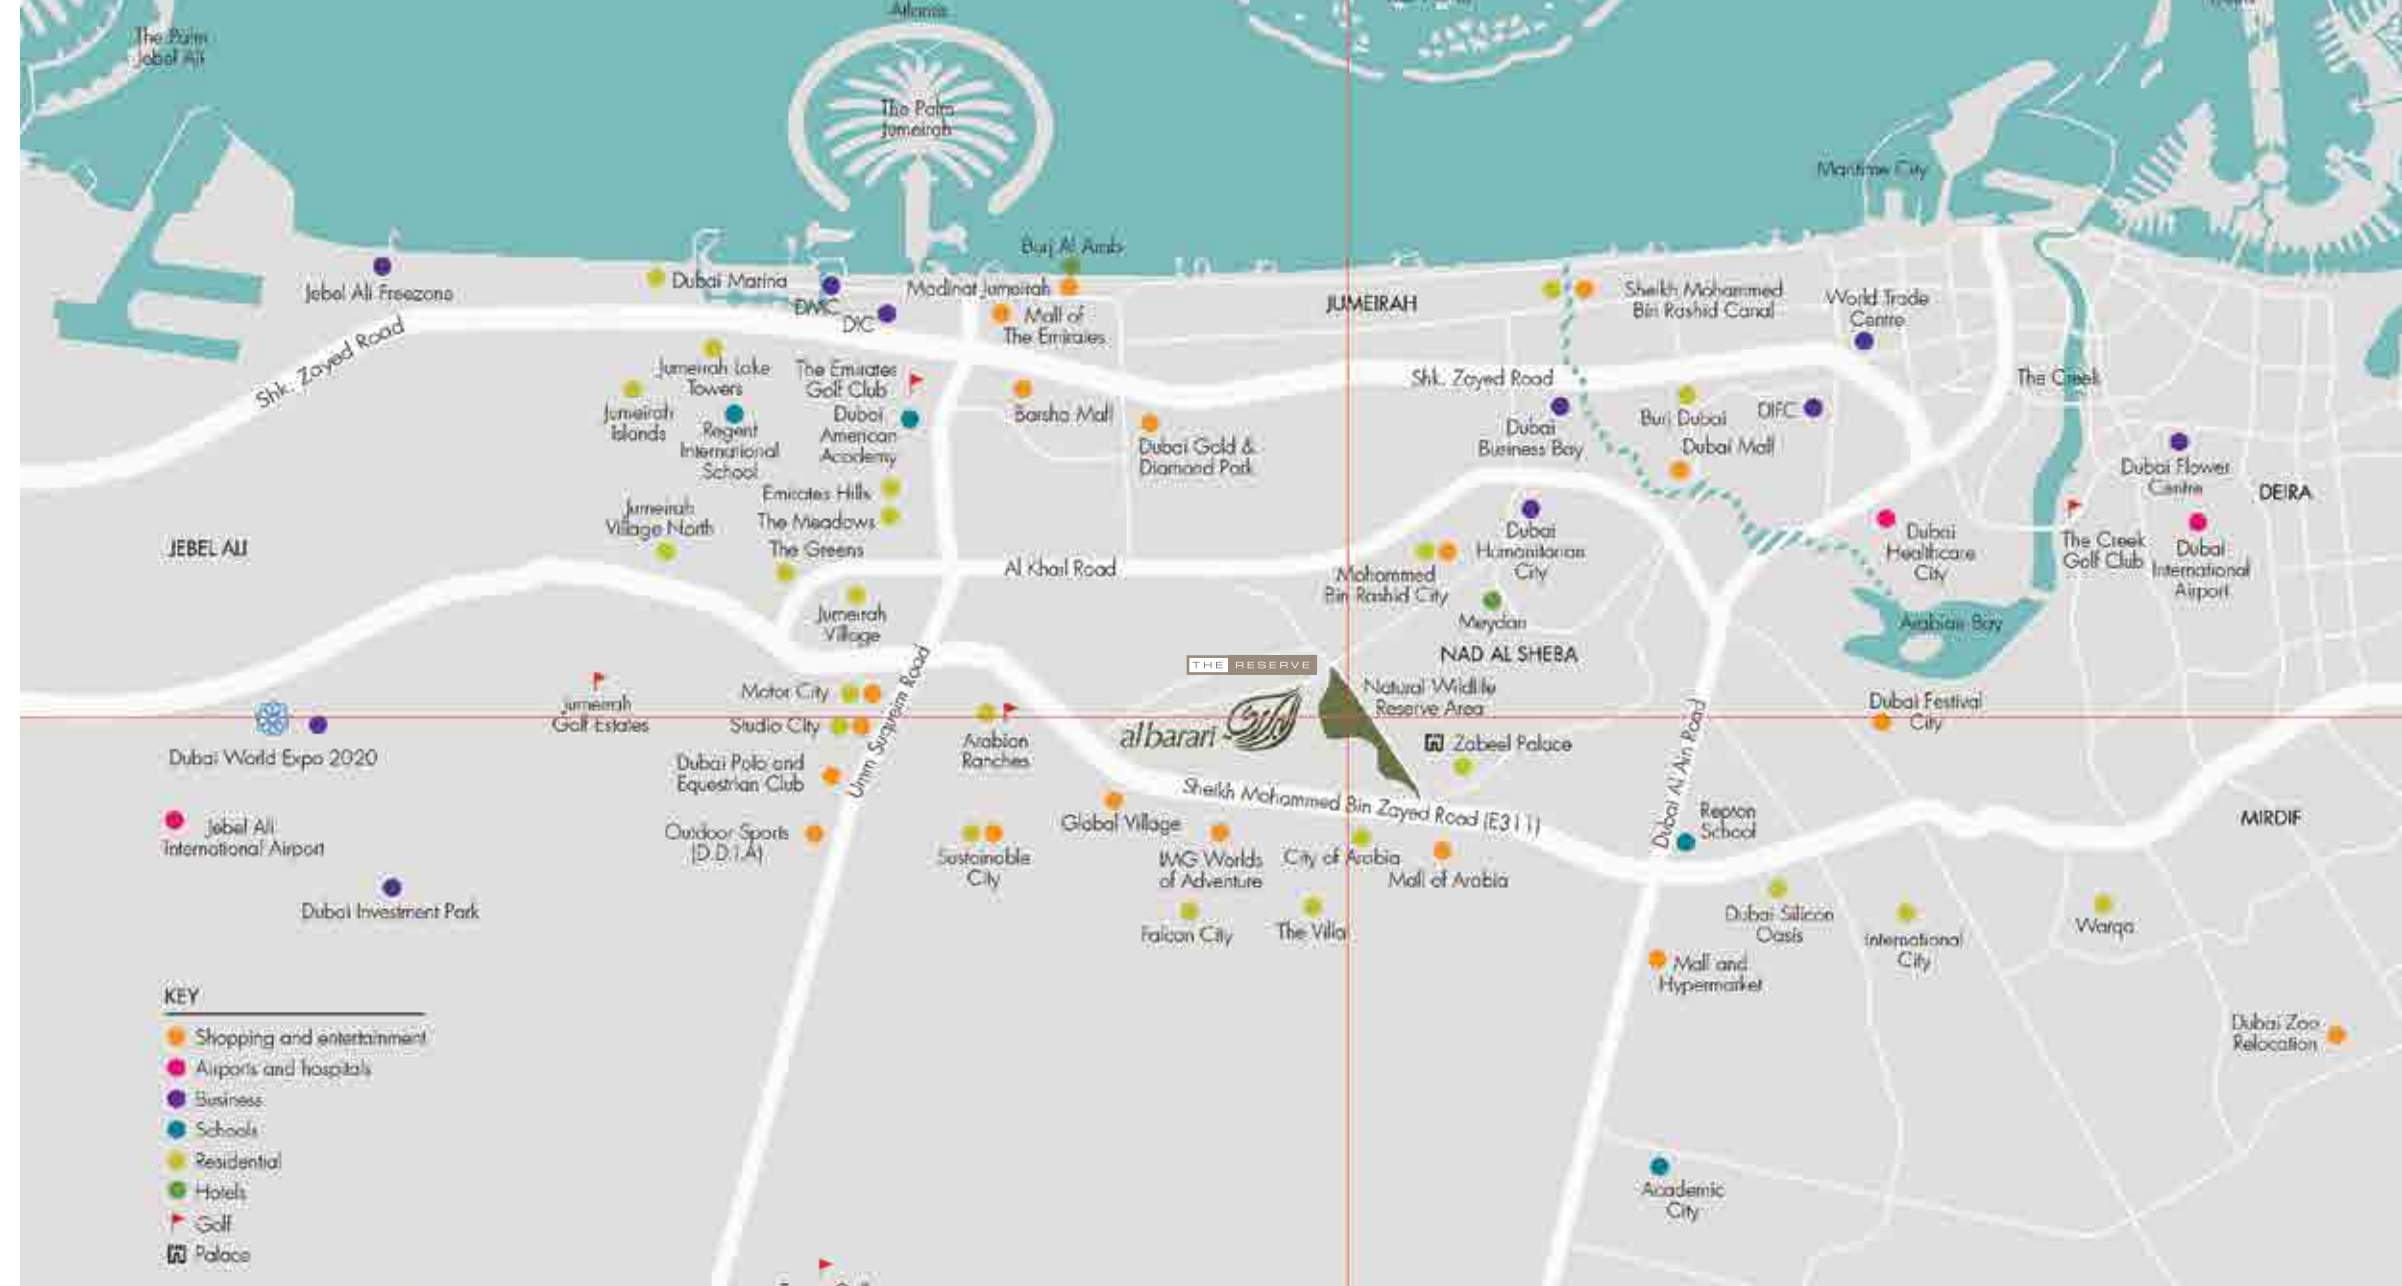 Atlantis
The Palm
Jebel Ali
The Palm
Jumeirah
Maritime City
Burj Al Arab
Jebel Ali Freezone
Dubai Marina
DMC
DIC
Madinat Jumeirah
Mall of
The Emirates
JUMEIRAH
Sheikh Mohammed
Bin Rashid Canal
World Trade
Centre
Shk. Zayed Road
Jumeirah Lake
Towers
Jumeirah
Islands
Regent
International
School
The Emirates
Golf Club
Dubai
American
Academy
Barsha Mall
Dubai Gold &
Diamond Park
Shk. Zayed Road
Dubai
Business Bay
Burj Dubai
DIFC
Dubai Mall
The Creek
Dubai Flower
Centre
DEIRA
Emirates Hills
The Meadows
The Greens
Jumeirah
Village North
JEBEL ALI
Al Khail Road
Mohammed
Bin Rashid City
Dubai
Humanitarian
City
Meydan
NAD AL SHEBA
Dubai
Healthcare
City
The Creek
Golf Club
Dubai
International
Airport
Arabian Bay
Jumeirah
Village
Umm Suqueim Road
THE RESERVE
al barari
Natural Wildlife
Reserve Area
Zabeel Palace
Dubai Al Ain Road
Dubai Festival
City
Jumeirah
Golf Estates
Motor City
Studio City
Dubai Polo and
Equestrian Club
Outdoor Sports
(D.D.I.A)
Arabian
Ranches
Dubai World Expo 2020
Jebel Ali
International Airport
Dubai Investment Park
Sheikh Mohammed Bin Zayed Road (E311)
Global Village
Sustainable
City
IMG Worlds
of Adventure
City of Arabia
Mall of Arabia
Falcon City
The Villa
Repton
School
MIRDIF
Dubai Silicon
Oasis
International
City
Warqa
Mall and
Hypermarket
Dubai Zoo
Relocation
Academic
City
KEY
Shopping and entertainment
Airports and hospitals
Business
Schools
Residential
Hotels
Golf
Palace